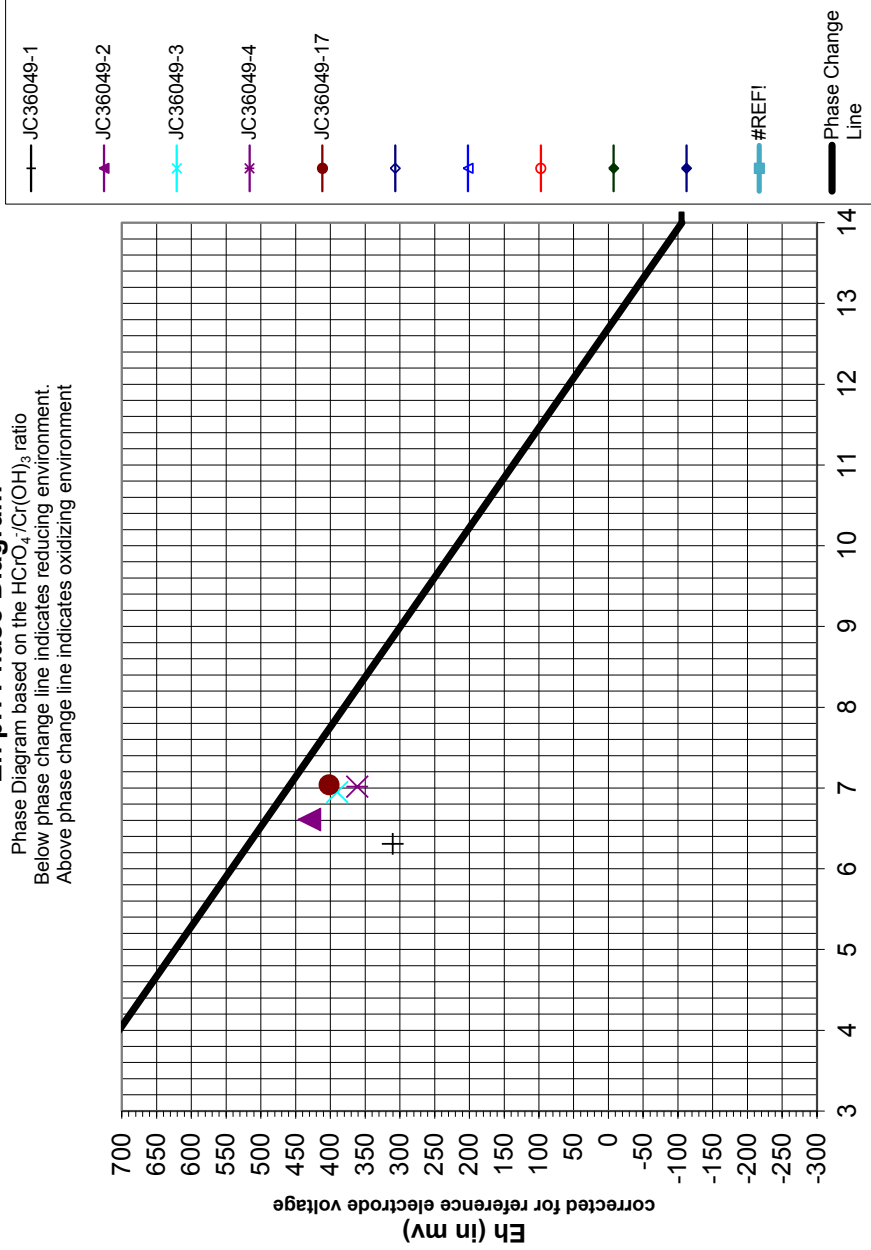 Eh-pH Phase Diagram
Phase Diagram based on the HCrO₄⁻/Cr(OH)₃ ratio
Below phase change line indicates reducing environment.
Above phase change line indicates oxidizing environment
Eh (in mv)
corrected for reference electrode voltage
700
650
600
550
500
450
400
350
300
250
200
150
100
50
0
-50
-100
-150
-200
-250
-300
3
4
5
6
7
8
9
10
11
12
13
14
JC36049-1
JC36049-2
JC36049-3
JC36049-4
JC36049-17
#REF!
Phase Change
Line